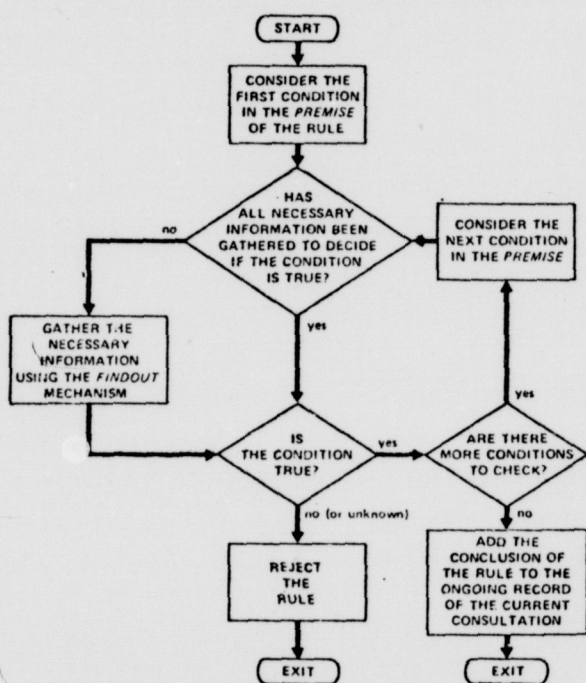 START
CONSIDER THE
FIRST CONDITION
IN THE PREMISE
OF THE RULE
HAS
ALL NECESSARY
INFORMATION BEEN
GATHERED TO DECIDE
IF THE CONDITION
IS TRUE?
no
yes
CONSIDER THE
NEXT CONDITION
IN THE PREMISE
GATHER THE
NECESSARY
INFORMATION
USING THE FINDOUT
MECHANISM
IS
THE CONDITION
TRUE?
yes
no (or unknown)
ARE THERE
MORE CONDITIONS
TO CHECK?
yes
no
REJECT
THE
RULE
ADD THE
CONCLUSION OF
THE RULE TO THE
ONGOING RECORD
OF THE CURRENT
CONSULTATION
EXIT
EXIT